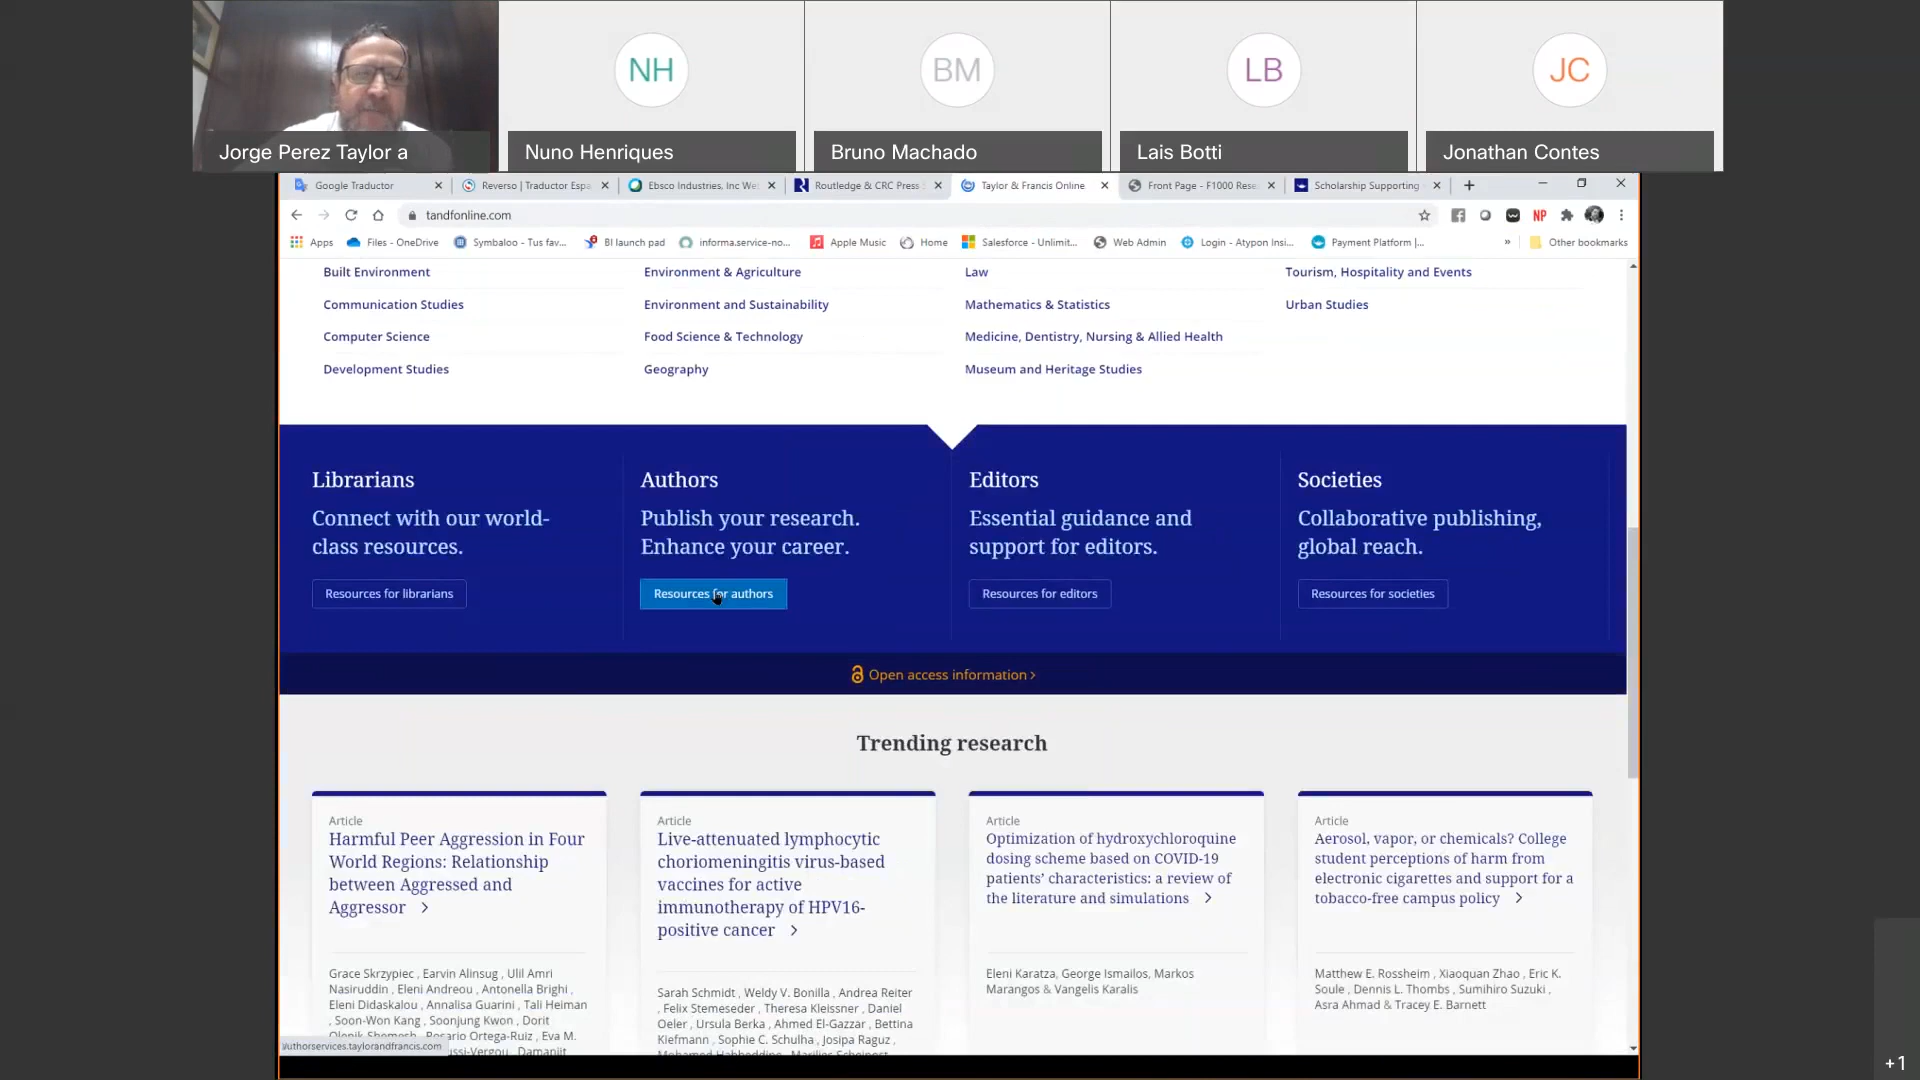 NH
BM
LB
JC
Jorge Perez Taylor a
Nuno Henriques
Bruno Machado
Lais Botti
Jonathan Contes
Google Traductor
Reverso | Traductor Espa
Ebsco Industries, Inc We
Routledge & CRC Press
Taylor & Francis Online
Front Page - F1000 Rese
Scholarship Supporting
tandfonline.com
NP
Apps
Files - OneDrive
Symbaloo - Tus fav...
BI launch pad
informa.service-no...
Apple Music
Home
Salesforce - Unlimit...
Web Admin
Login - Atypon Insi...
Payment Platform |...
»
Other bookmarks
Built Environment
Environment & Agriculture
Law
Tourism, Hospitality and Events
Communication Studies
Environment and Sustainability
Mathematics & Statistics
Urban Studies
Computer Science
Food Science & Technology
Medicine, Dentistry, Nursing & Allied Health
Development Studies
Geography
Museum and Heritage Studies
Librarians
Connect with our world-
class resources.
Resources for librarians
Authors
Publish your research.
Enhance your career.
Resources for authors
Editors
Essential guidance and
support for editors.
Resources for editors
Societies
Collaborative publishing,
global reach.
Resources for societies
Open access information ›
Trending research
Article
Harmful Peer Aggression in Four
World Regions: Relationship
between Aggressed and
Aggressor
Grace Skrzypiec , Earvin Alinsug , Ulil Amri
Nasiruddin , Eleni Andreou , Antonella Brighi ,
Eleni Didaskalou , Annalisa Guarini , Tali Heiman
, Soon-Won Kang , Soonjung Kwon , Dorit
Rosario Ortega-Ruiz , Eva M.
Article
Live-attenuated lymphocytic
choriomeningitis virus-based
vaccines for active
immunotherapy of HPV16-
positive cancer
Sarah Schmidt , Weldy V. Bonilla , Andrea Reiter
, Felix Stemeseder , Theresa Kleissner , Daniel
Oeler , Ursula Berka , Ahmed El-Gazzar , Bettina
Kiefmann , Sophie C. Schulha , Josipa Raguz ,
Article
Optimization of hydroxychloroquine
dosing scheme based on COVID-19
patients’ characteristics: a review of
the literature and simulations
Eleni Karatza, George Ismailos, Markos
Marangos & Vangelis Karalis
Article
Aerosol, vapor, or chemicals? College
student perceptions of harm from
electronic cigarettes and support for a
tobacco-free campus policy
Matthew E. Rossheim , Xiaoquan Zhao , Eric K.
Soule , Dennis L. Thombs , Sumihiro Suzuki ,
Asra Ahmad & Tracey E. Barnett
authorservices.taylorandfrancis.com
+1